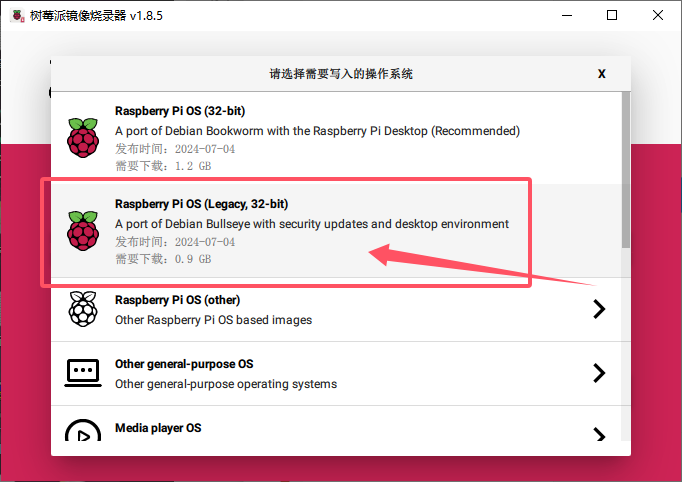 树莓派镜像烧录器 v1.8.5
请选择需要写入的操作系统
X
Raspberry Pi OS (32-bit)
A port of Debian Bookworm with the Raspberry Pi Desktop (Recommended)
发布时间：2024-07-04
需要下载：1.2 GB
Raspberry Pi OS (Legacy, 32-bit)
A port of Debian Bullseye with security updates and desktop environment
发布时间：2024-07-04
需要下载：0.9 GB
Raspberry Pi OS (other)
Other Raspberry Pi OS based images
Other general-purpose OS
Other general-purpose operating systems
Media player OS